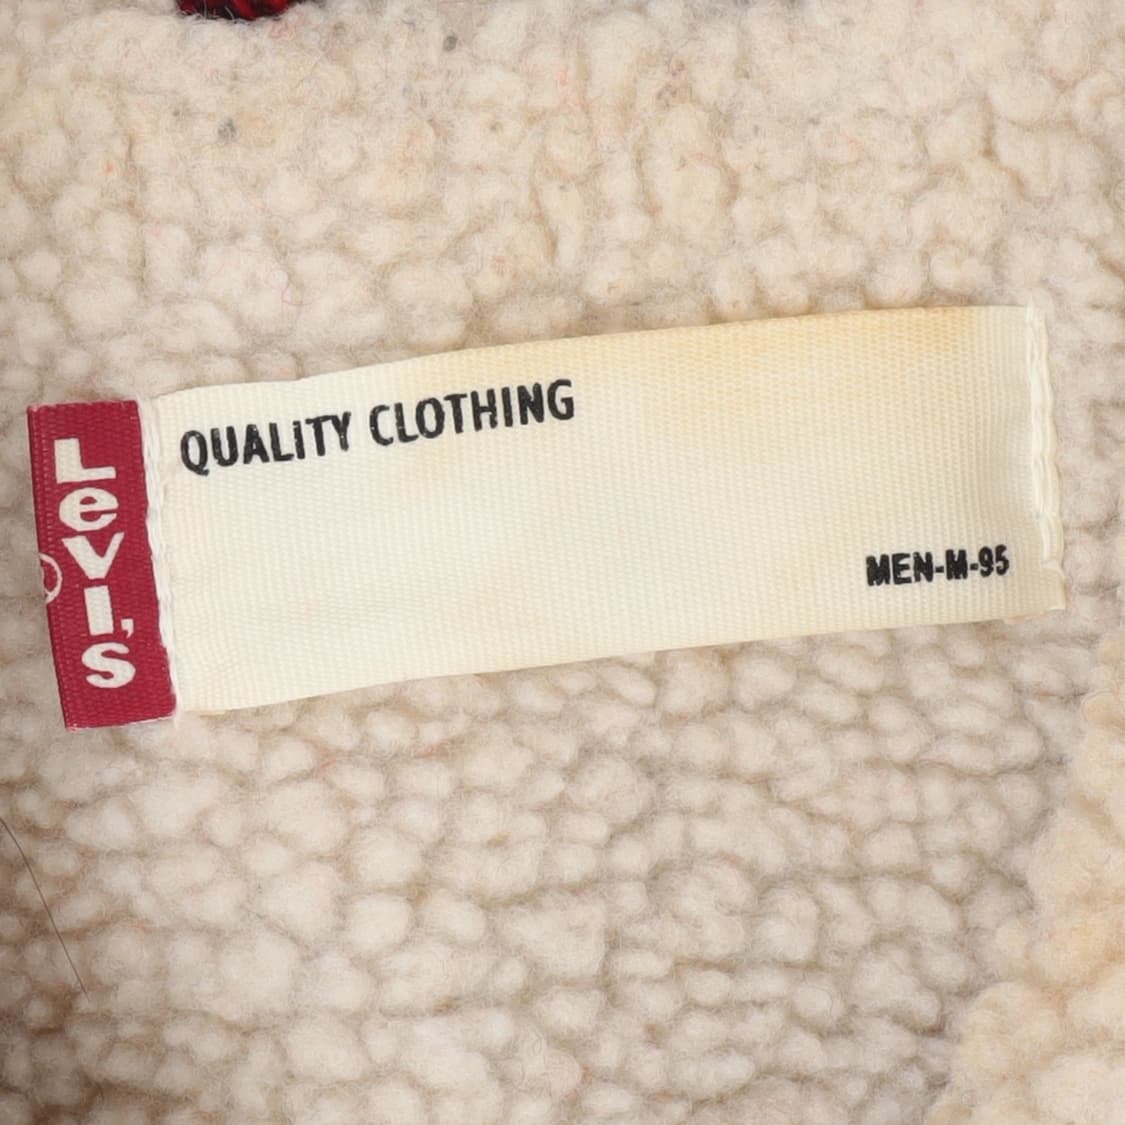 Levi's
®
QUALITY CLOTHING
MEN-M-95